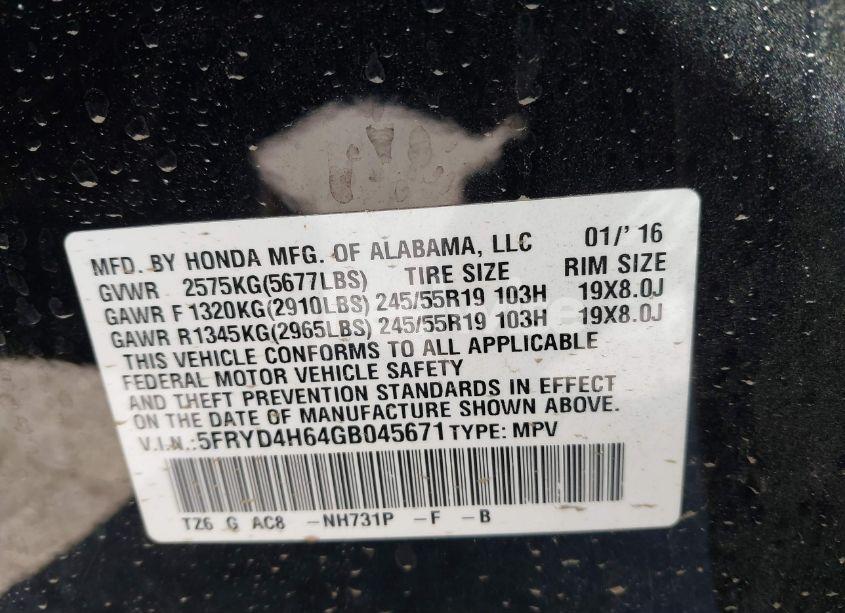 MFD. BY HONDA MFG. OF ALABAMA, LLC 01/'16
GVWR 2575KG(5677LBS) TIRE SIZE RIM SIZE
GAWR F 1320KG(2910LBS) 245/55R19 103H 19X8.0J
GAWR R1345KG(2965LBS) 245/55R19 103H 19X8.0J
THIS VEHICLE CONFORMS TO ALL APPLICABLE
FEDERAL MOTOR VEHICLE SAFETY
AND THEFT PREVENTION STANDARDS IN EFFECT
ON THE DATE OF MANUFACTURE SHOWN ABOVE.
V.I.N.:5FRYD4H64GB045671 TYPE: MPV
TZ6 G AC8 -NH731P -F -B